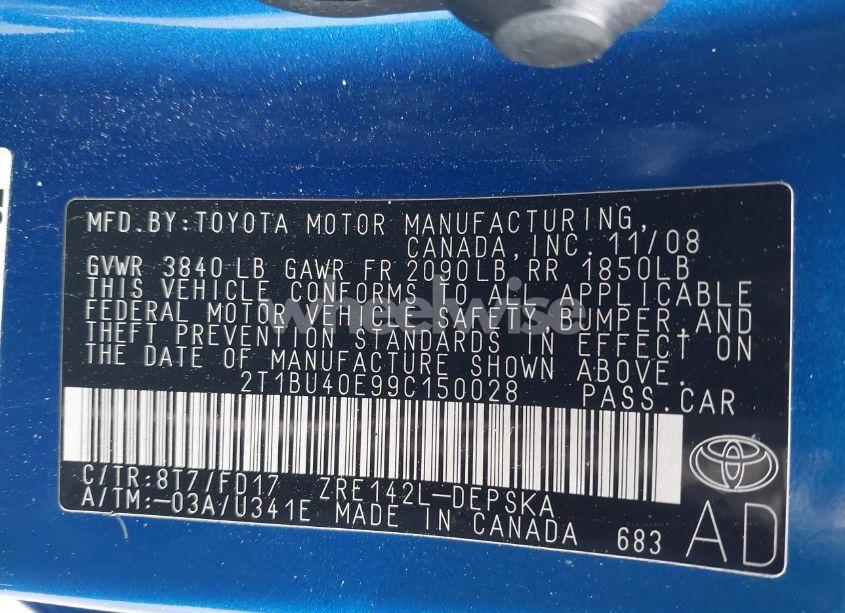 MFD.BY:TOYOTA MOTOR MANUFACTURING,
CANADA,INC. 11/08
GVWR 3840 LB GAWR FR 2090LB RR 1850LB
THIS VEHICLE CONFORMS TO ALL APPLICABLE
FEDERAL MOTOR VEHICLE SAFETY,BUMPER,AND
THEFT PREVENTION STANDARDS IN EFFECT ON
THE DATE OF MANUFACTURE SHOWN ABOVE.
2T1BU40E99C150028 PASS.CAR
C/TR:8T7/FD17 ZRE142L-DEPSKA
A/TM:-03A/U341E MADE IN CANADA 683
AD
wheelwise